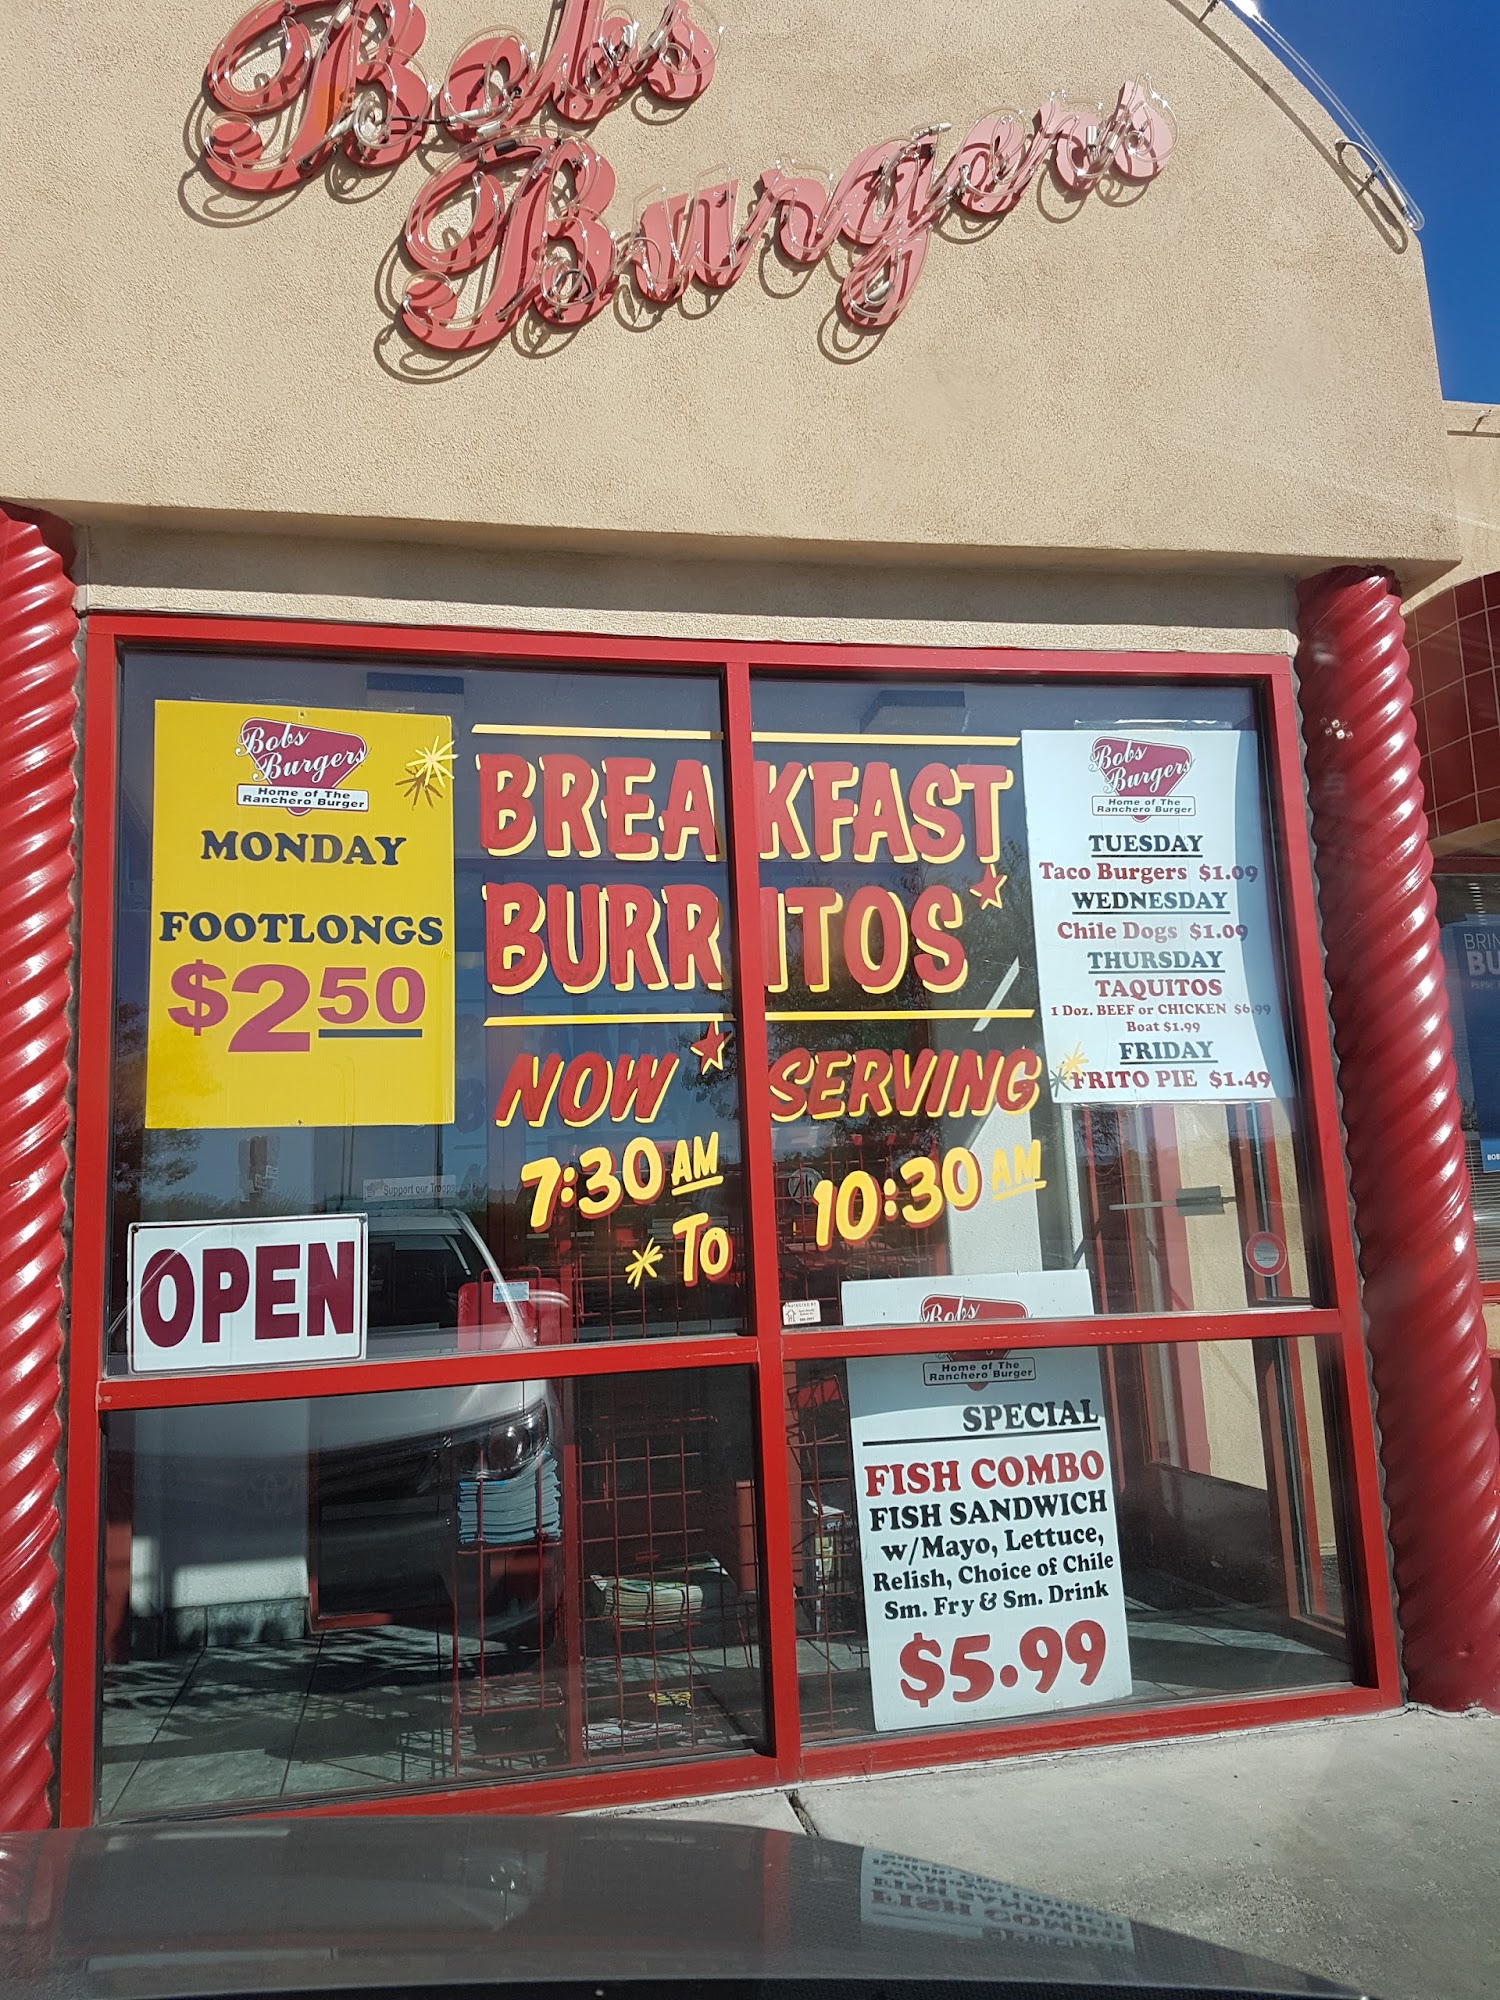 Bobs
Burgers
Bobs
Burgers
Home of The
Ranchero Burger
MONDAY
FOOTLONGS
$2.50
BREAKFAST
BURRITOS
NOW SERVING
7:30 AM
TO
10:30 AM
Bobs
Burgers
Home of The
Ranchero Burger
TUESDAY
Taco Burgers $1.09
WEDNESDAY
Chile Dogs $1.09
THURSDAY
TAQUITOS
1 Doz. BEEF or CHICKEN $6.99
Boat $1.99
FRIDAY
FRITO PIE $1.49
Support our Troops
OPEN
Bobs
Home of The
Ranchero Burger
SPECIAL
FISH COMBO
FISH SANDWICH
w/Mayo, Lettuce,
Relish, Choice of Chile
Sm. Fry & Sm. Drink
$5.99